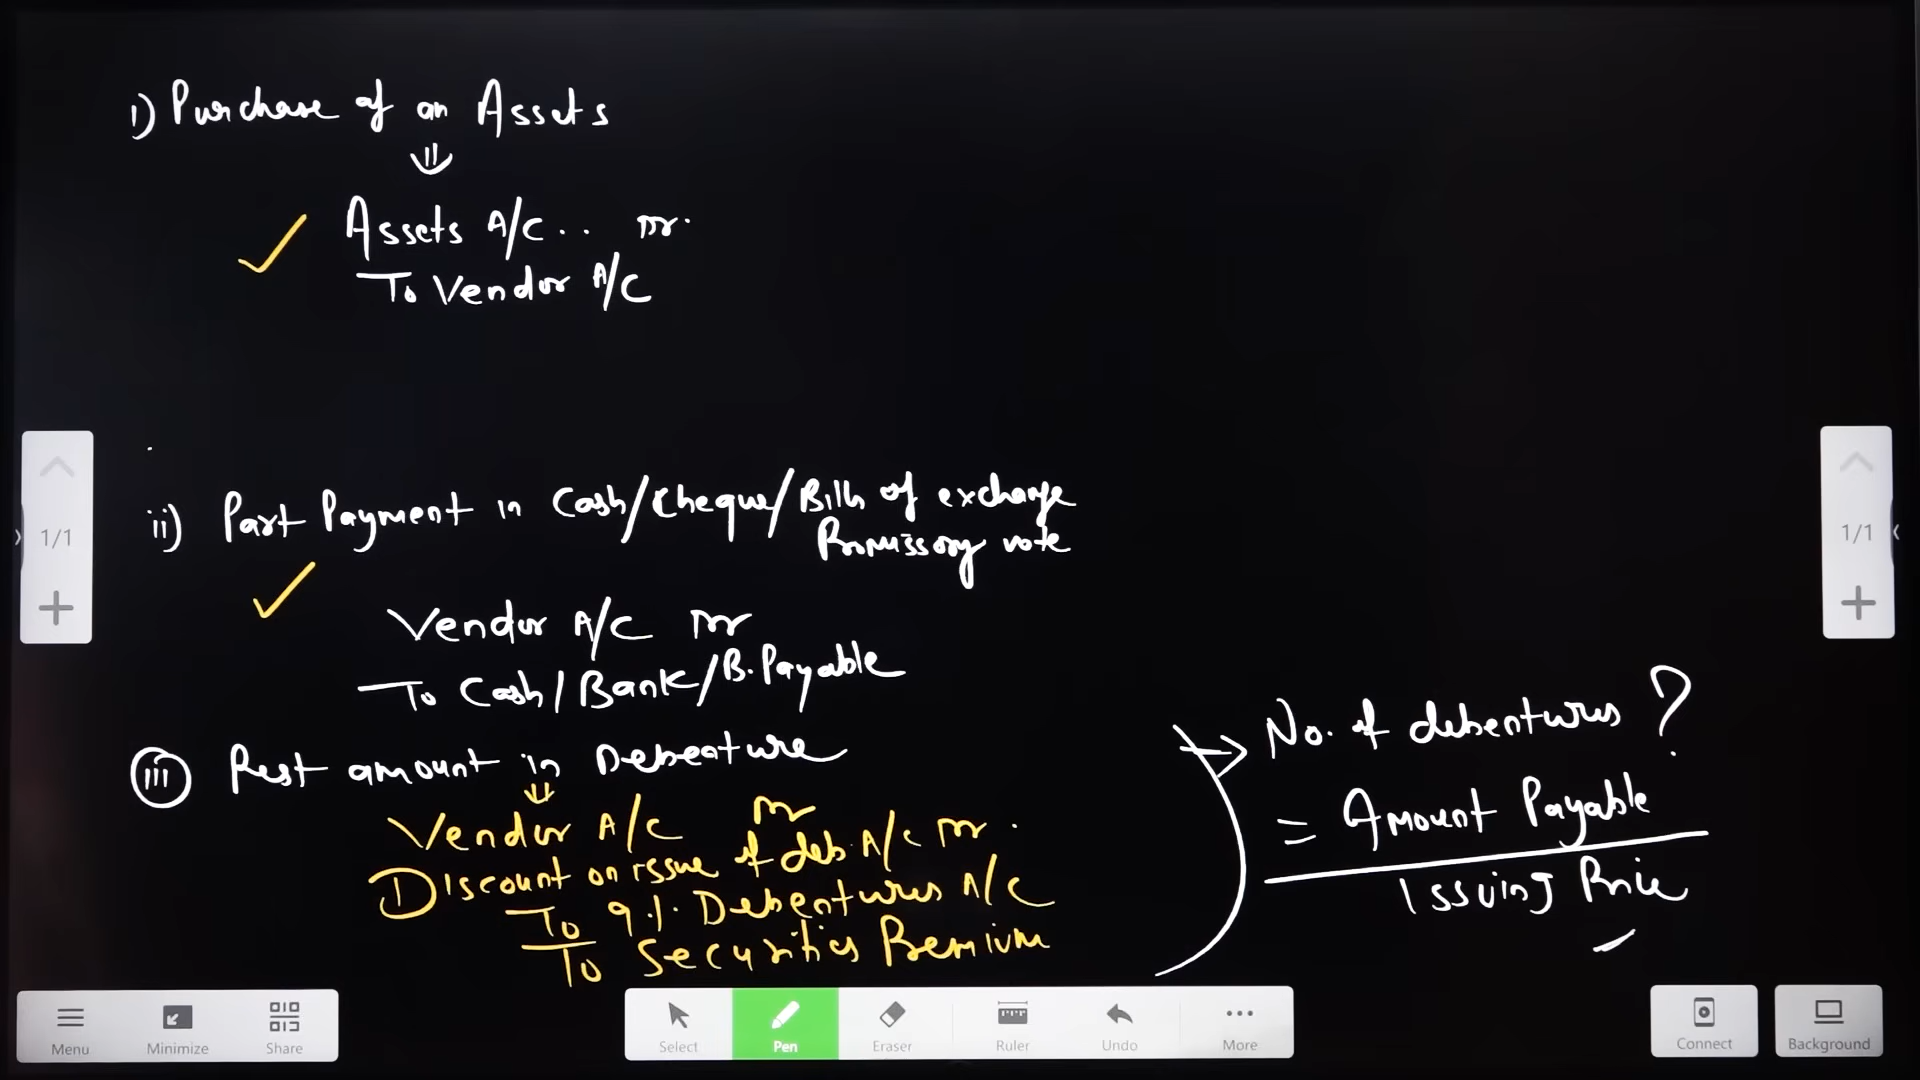 i) Purchase of an Assets
⇓
Assets A/C .. Dr.
To Vendor A/C
ii) Part Payment in Cash/Cheque/Bills of exchange
Promissory note
Vendor A/C Dr
To Cash/Bank/B.Payable
iii) Rest amount in Debenture
⇓
Vendor A/C Dr
Discount on issue of deb. A/C Dr.
To 9% Debentures A/C
To Securities Premium
→ No. of debentures ?
= Amount Payable
Issuing Price
1/1
1/1
Menu
Minimize
Share
Select
Pen
Eraser
Ruler
Undo
More
Connect
Background